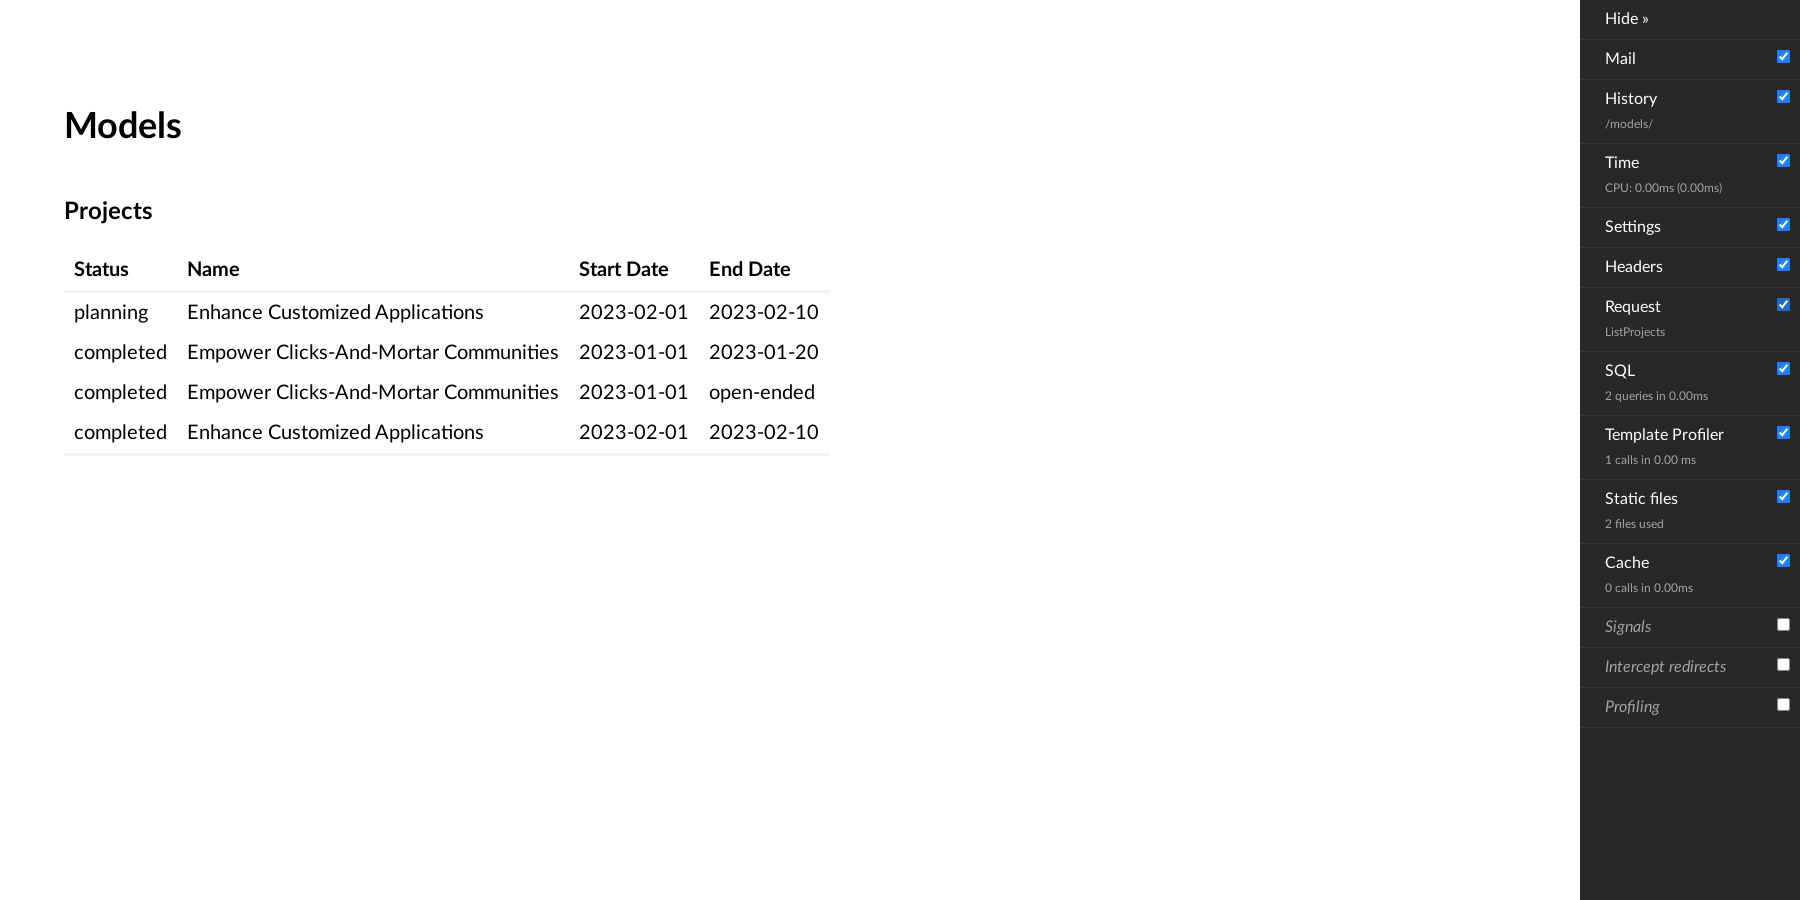 Models
Projects
Status Name Start Date End Date
planning Enhance Customized Applications 2023-02-01 2023-02-10
completed Empower Clicks-And-Mortar Communities 2023-01-01 2023-01-20
completed Empower Clicks-And-Mortar Communities 2023-01-01 open-ended
completed Enhance Customized Applications 2023-02-01 2023-02-10
Hide »
Mail
History
/models/
Time
CPU: 0.00ms (0.00ms)
Settings
Headers
Request
ListProjects
SQL
2 queries in 0.00ms
Template Profiler
1 calls in 0.00 ms
Static files
2 files used
Cache
0 calls in 0.00ms
Signals
Intercept redirects
Profiling